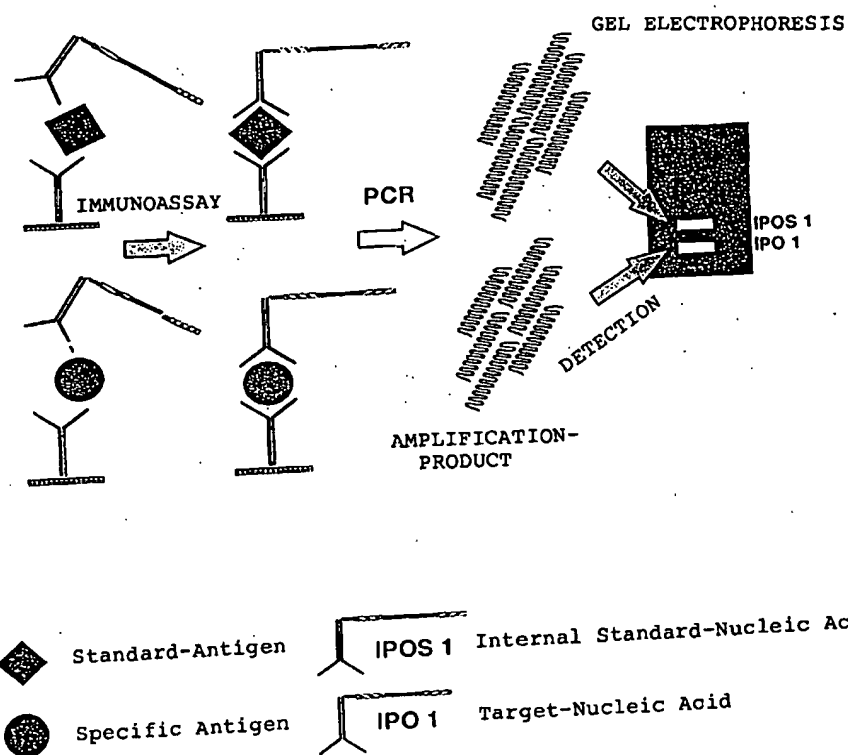 GEL ELECTROPHORESIS
IMMUNOASSAY
PCR
IPOS 1
IPO 1
DETECTION
AMPLIFICATION-
PRODUCT
Standard-Antigen
IPOS 1
Internal Standard-Nucleic Ac
Specific Antigen
IPO 1
Target-Nucleic Acid